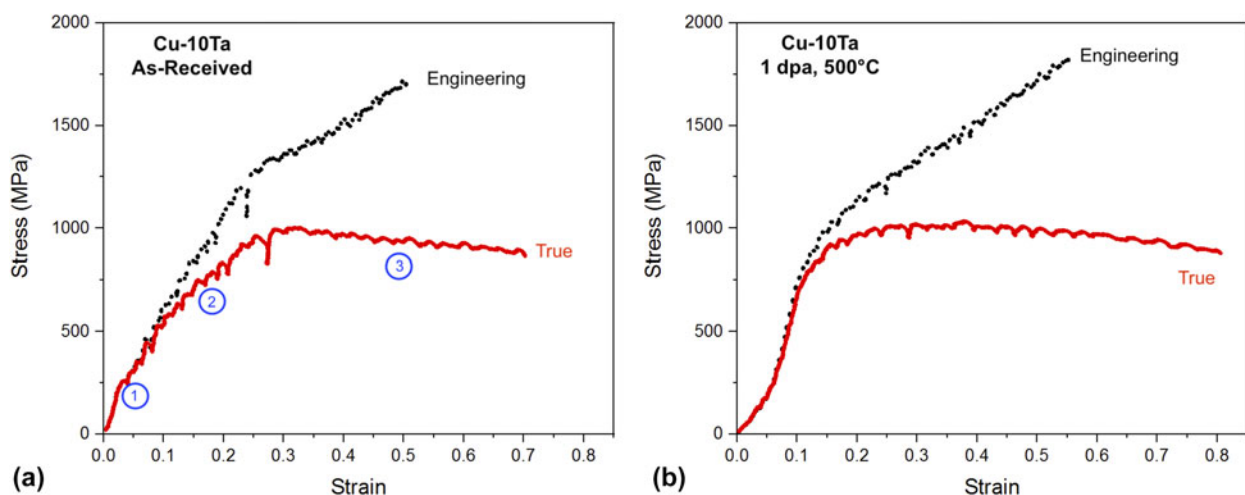 Cu-10Ta
As-Received
Engineering
True
1
2
3
2000
1500
1000
500
0
0.0 0.1 0.2 0.3 0.4 0.5 0.6 0.7 0.8
Stress (MPa)
Strain
(a)
Cu-10Ta
1 dpa, 500°C
Engineering
True
2000
1500
1000
500
0
0.0 0.1 0.2 0.3 0.4 0.5 0.6 0.7 0.8
Stress (MPa)
Strain
(b)